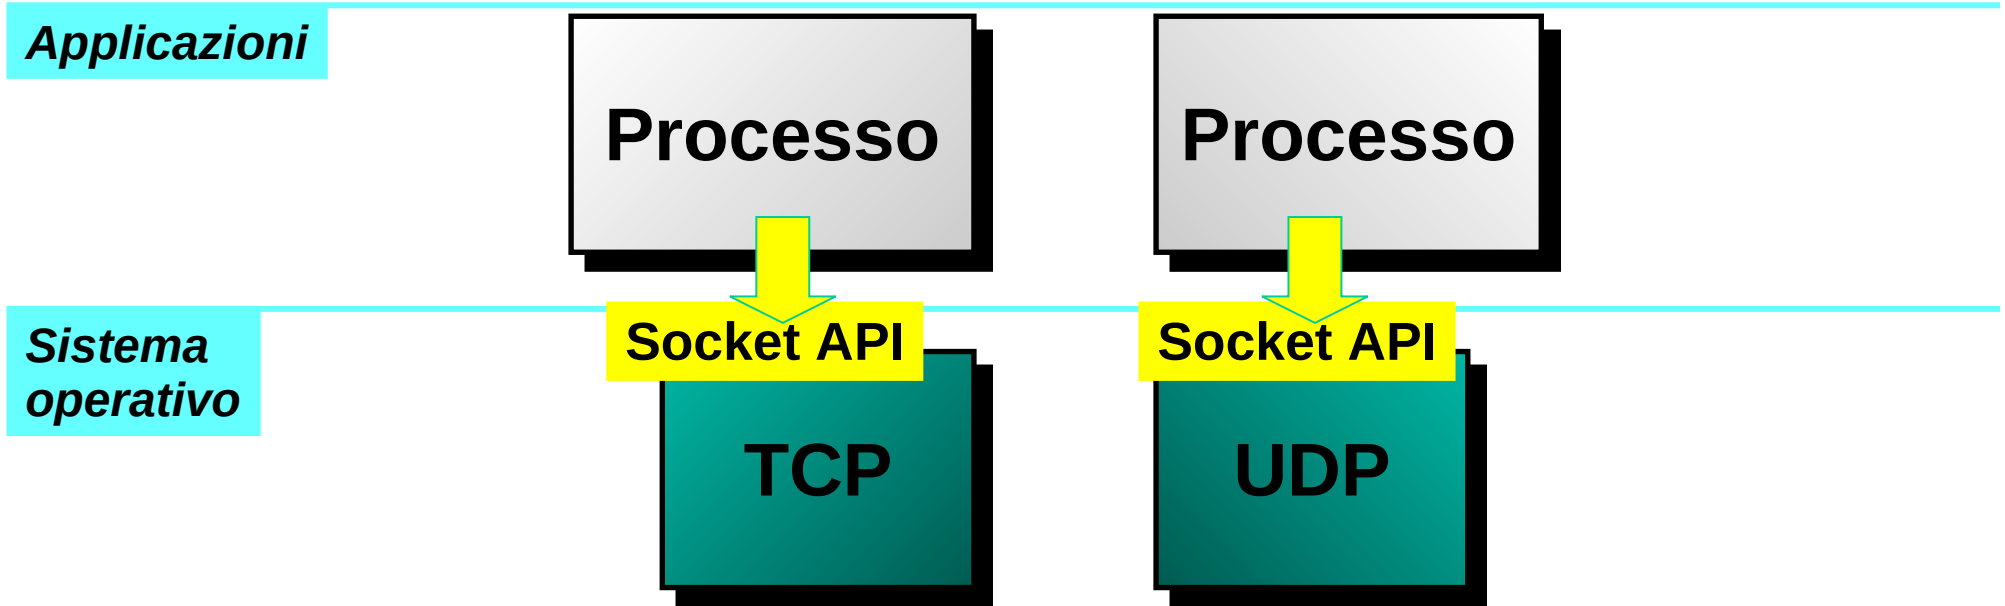 Applicazioni
Processo
Processo
Socket API
Socket API
Sistema
operativo
TCP
UDP